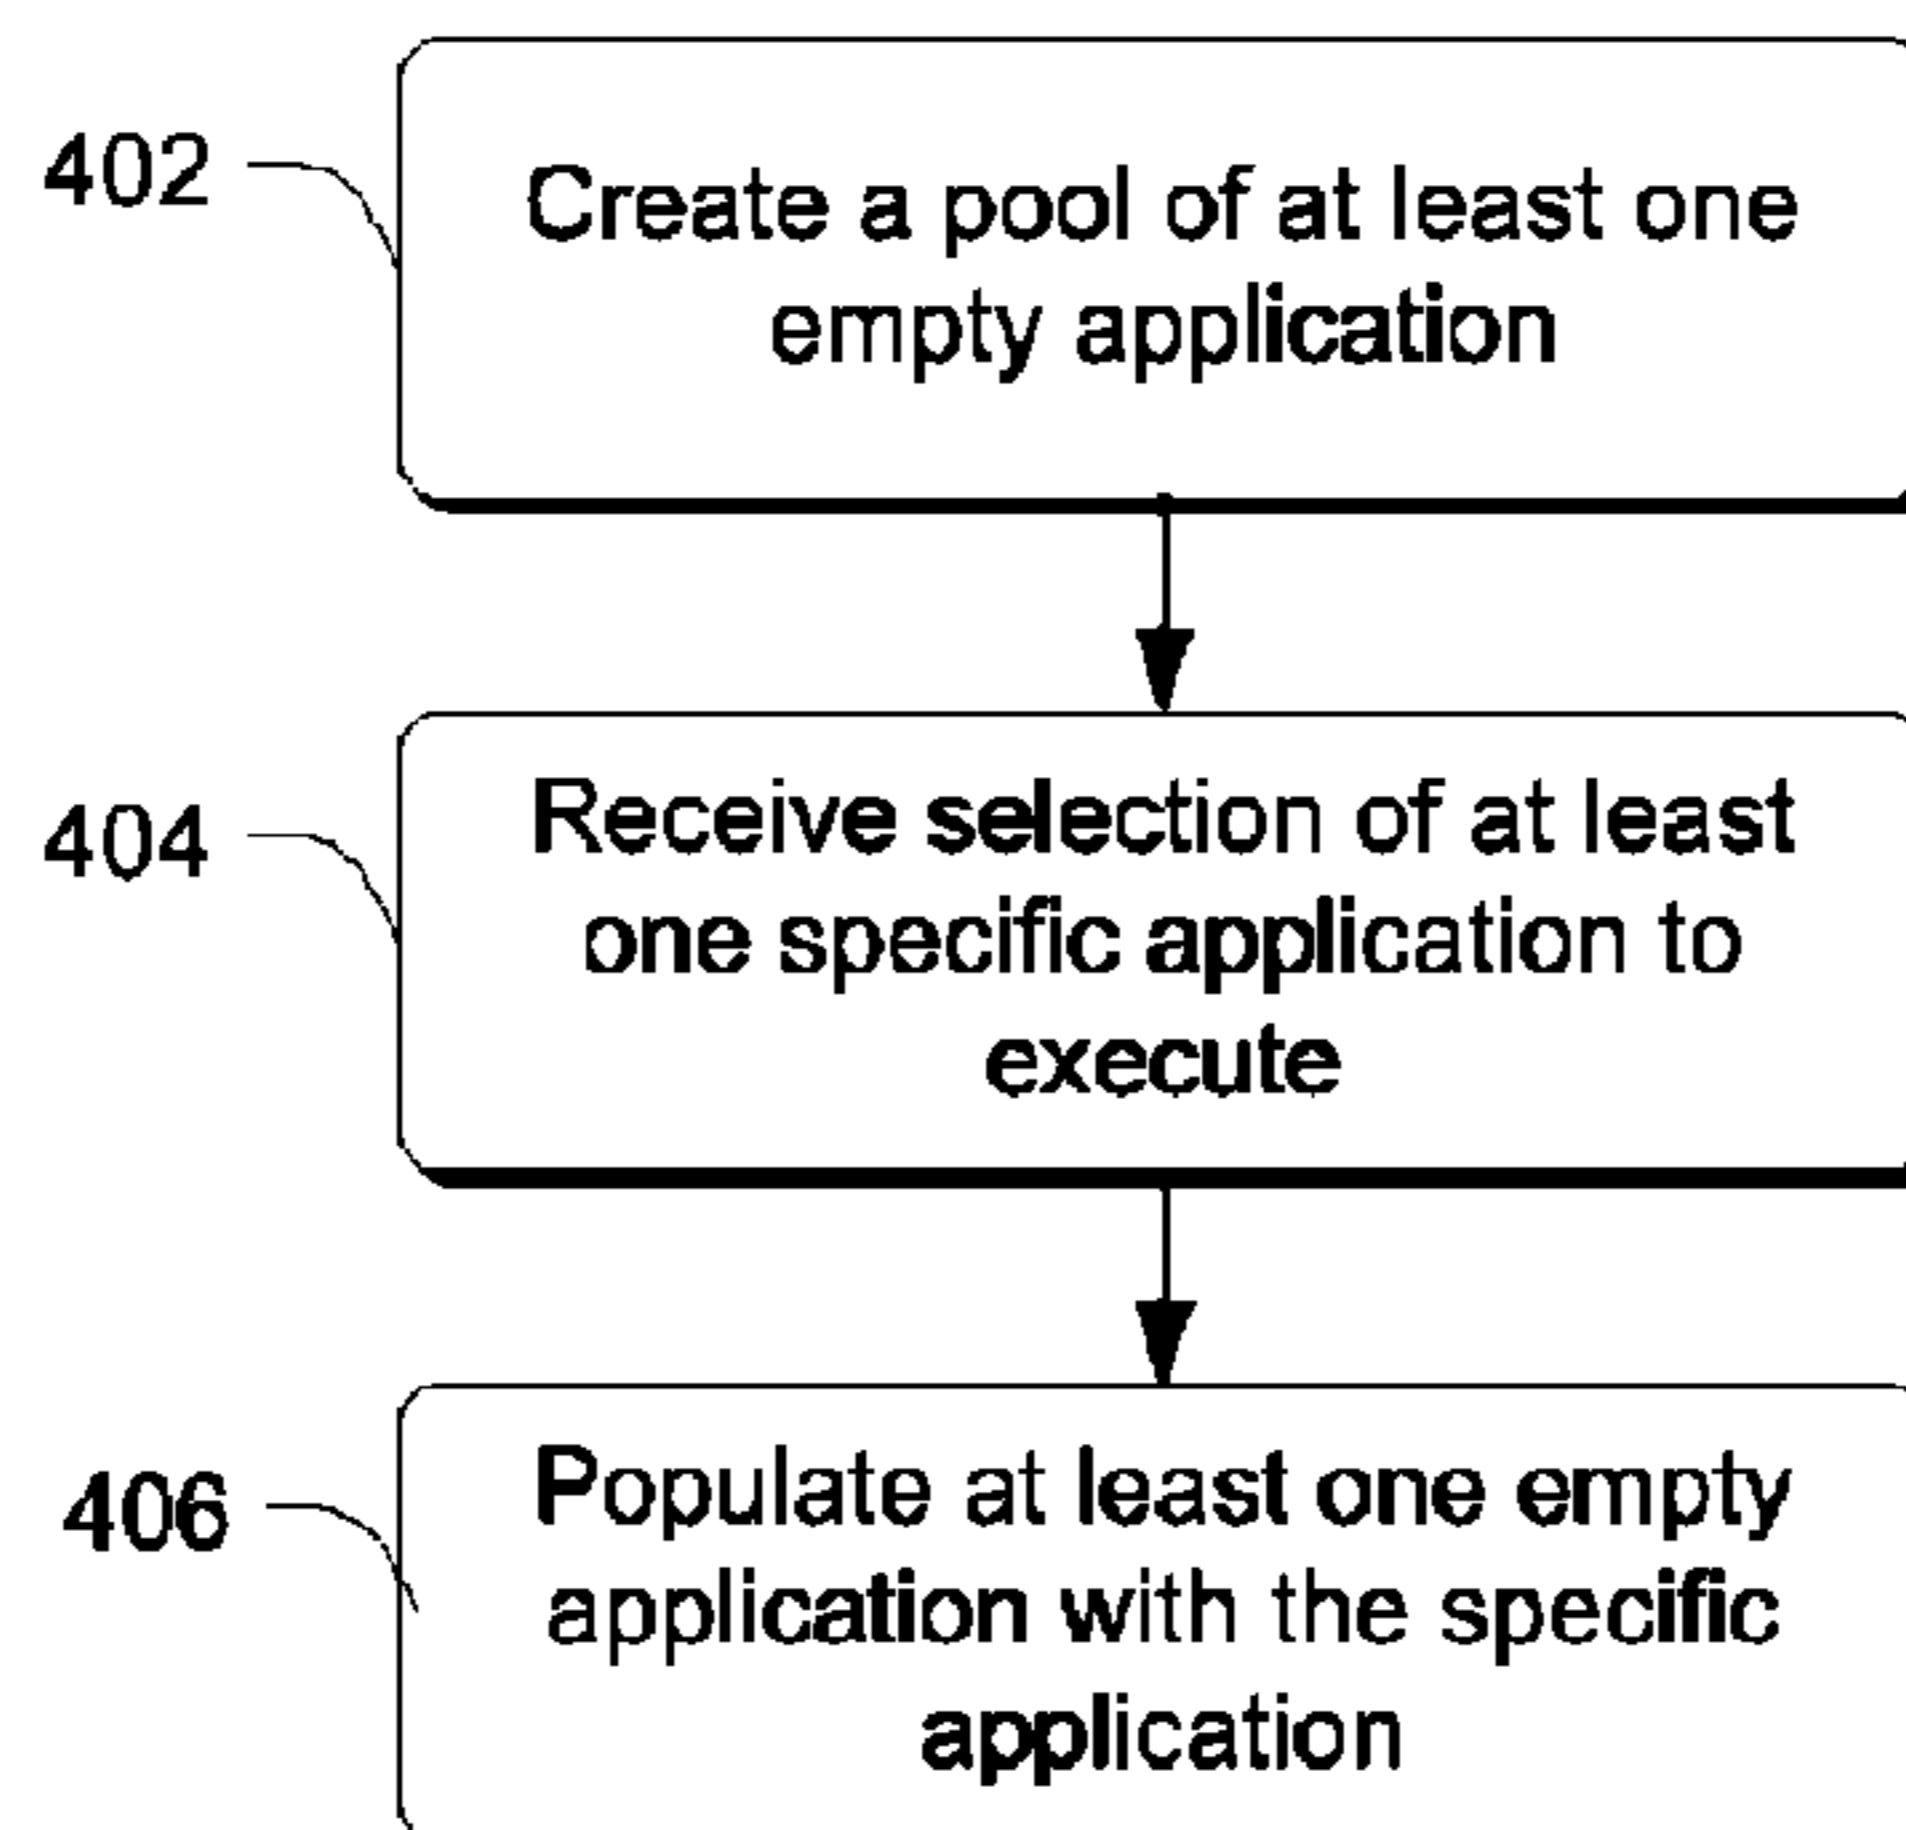 402
Create a pool of at least one
empty application
404
Receive selection of at least
one specific application to
execute
406
Populate at least one empty
application with the specific
application